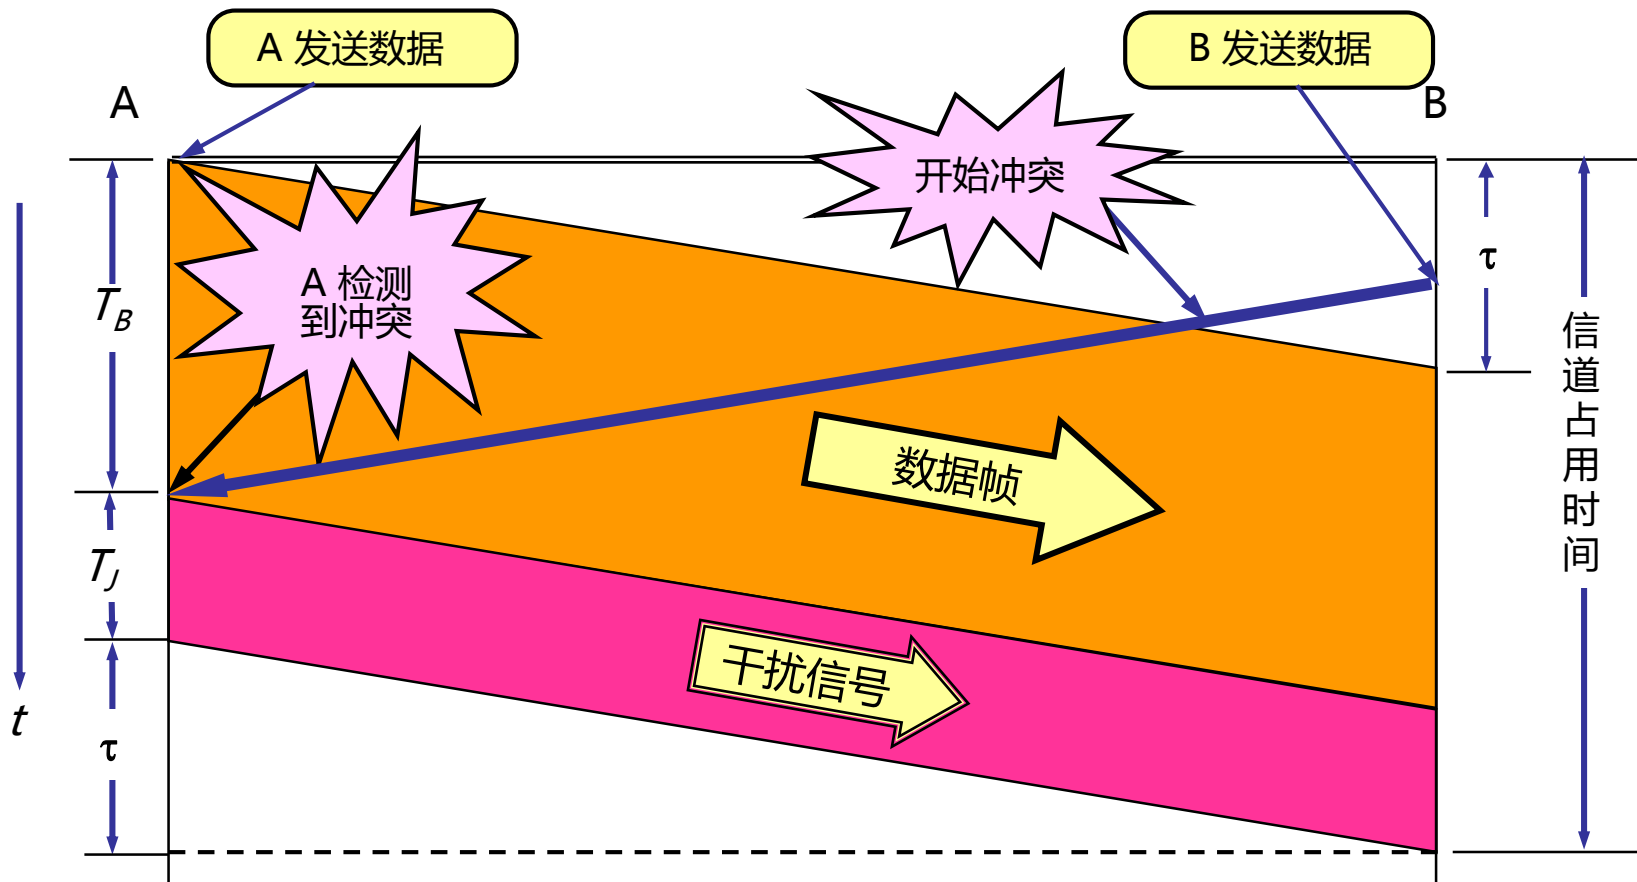 A 发送数据
B 发送数据
A
B
开始冲突
A 检测
到冲突
τ
T_B
信道占用时间
数据帧
T_J
干扰信号
t
τ